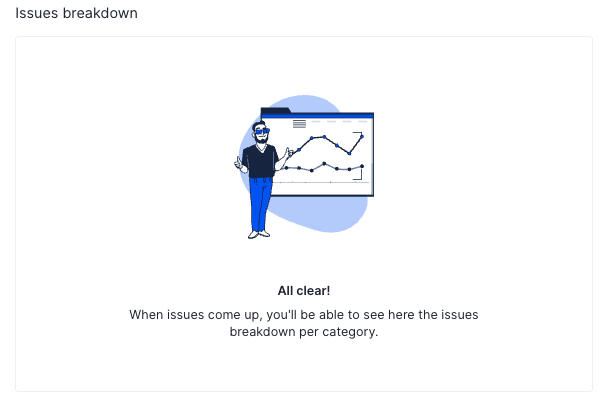 Issues breakdown
All clear!
When issues come up, you'll be able to see here the issues
breakdown per category.